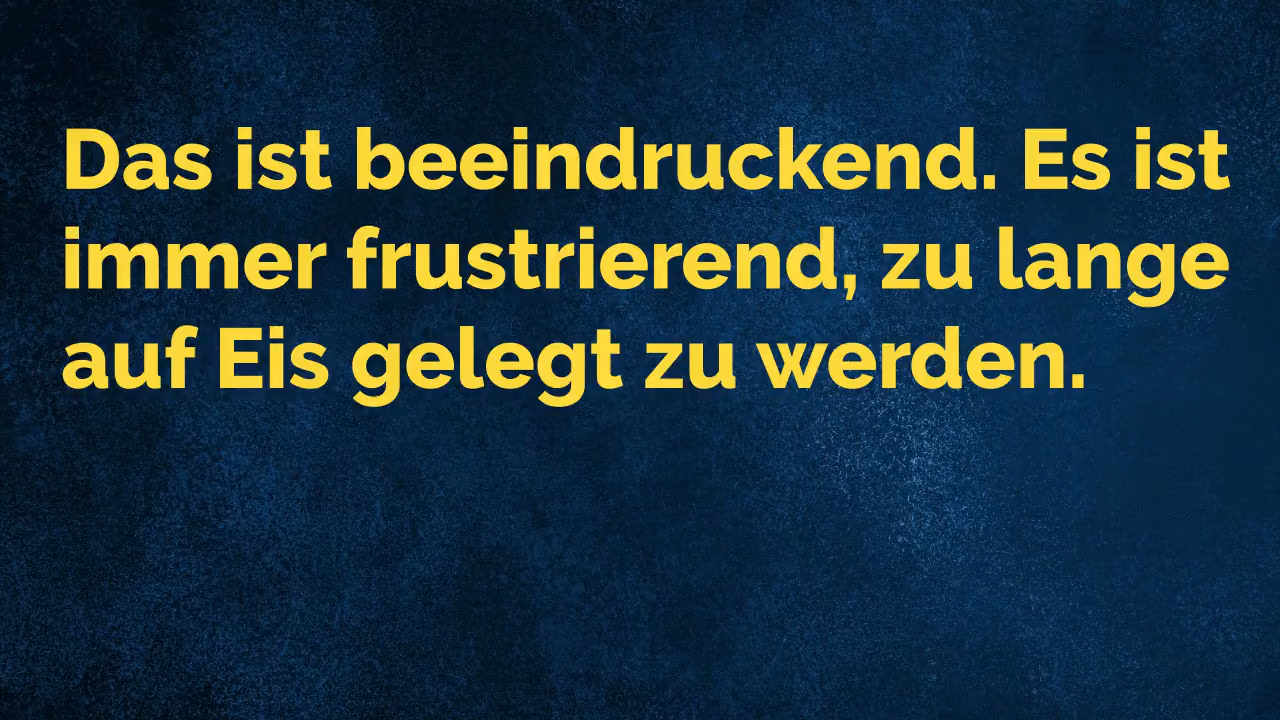 Das ist beeindruckend. Es ist
immer frustrierend, zu lange
auf Eis gelegt zu werden.